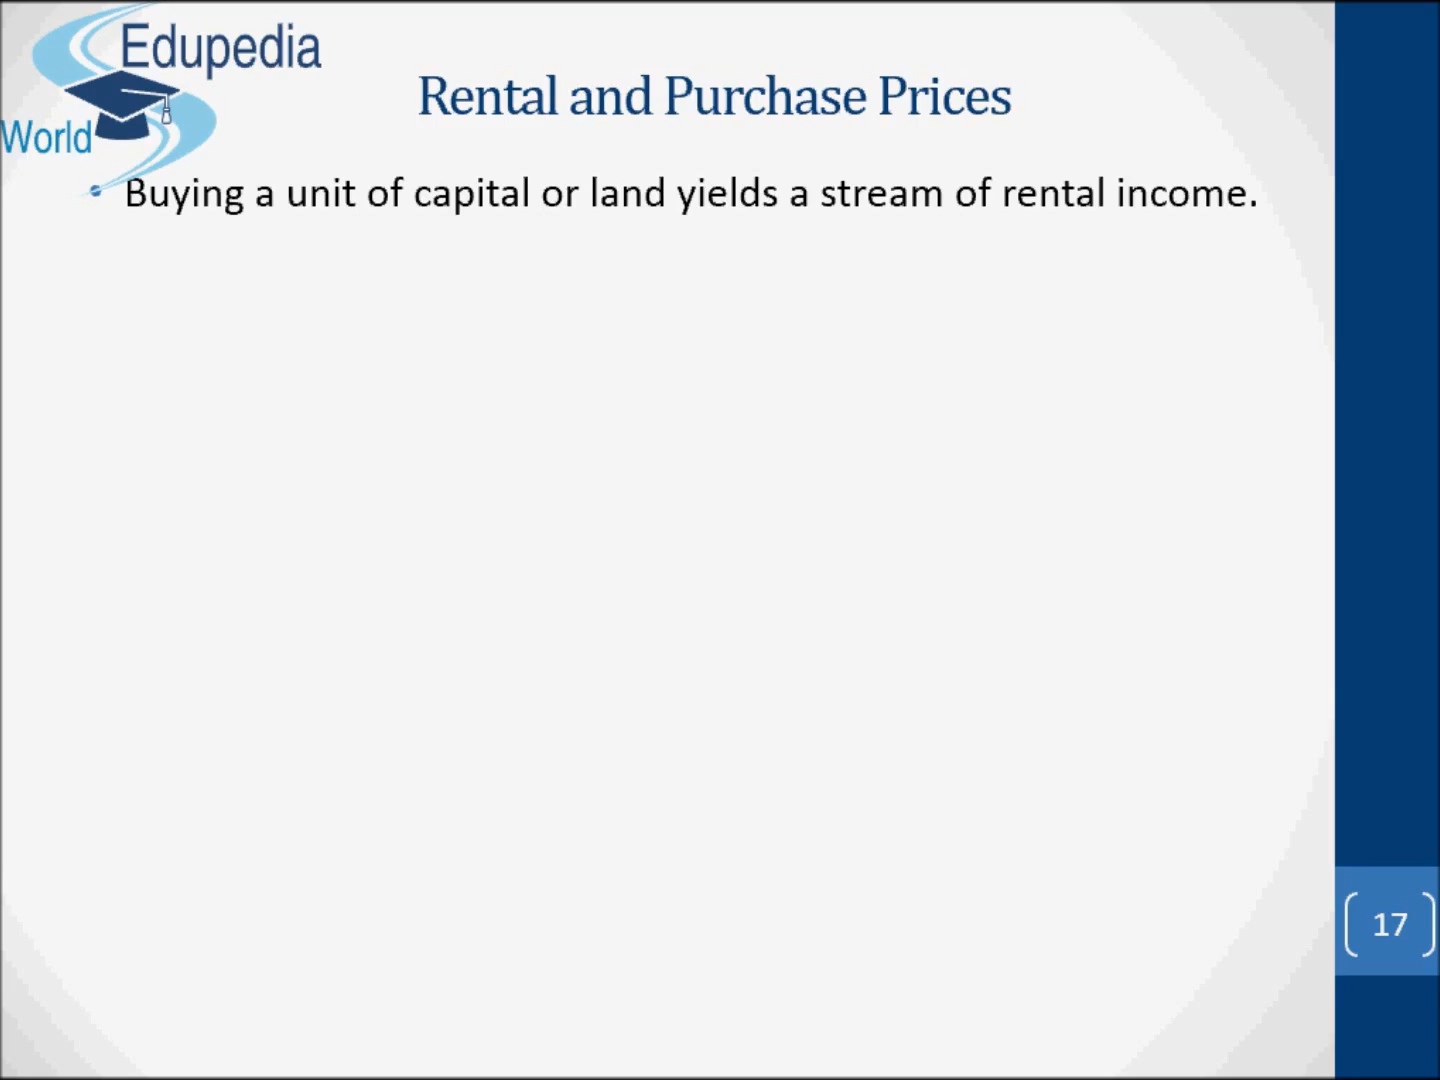 Edupedia
World
Rental and Purchase Prices
• Buying a unit of capital or land yields a stream of rental income.
17